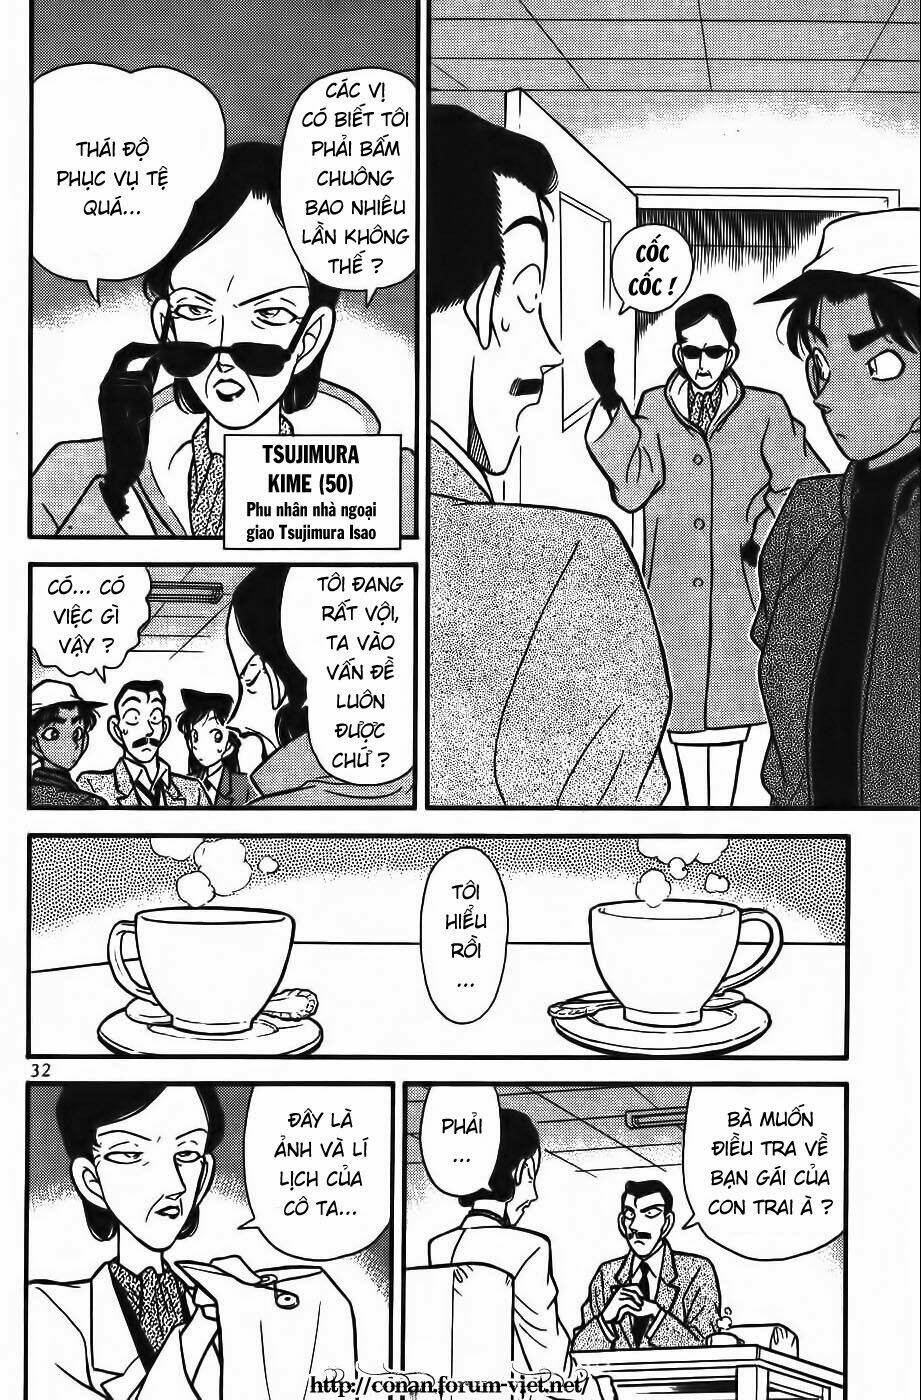 CỐC
CỐC !
CÁC VỊ
CÓ BIẾT TÔI
PHẢI BẤM
CHUÔNG
BAO NHIÊU
LẦN KHÔNG
THẾ ?
THÁI ĐỘ
PHỤC VỤ TỆ
QUÁ...
TSUJIMURA
KIME (50)
Phu nhân nhà ngoại
giao Tsujimura Isao
TÔI ĐANG
RẤT VỘI,
TA VÀO
VẤN ĐỀ
LUÔN
ĐƯỢC
CHỨ ?
CÓ... CÓ
VIỆC GÌ
VẬY ?
TÔI
HIỂU
RỒI
...
32
BÀ MUỐN
ĐIỀU TRA VỀ
BẠN GÁI CỦA
CON TRAI À ?
PHẢI
...
ĐÂY LÀ
ẢNH VÀ LÍ
LỊCH CỦA
CÔ TA...
http://conan.forum-viet.net/